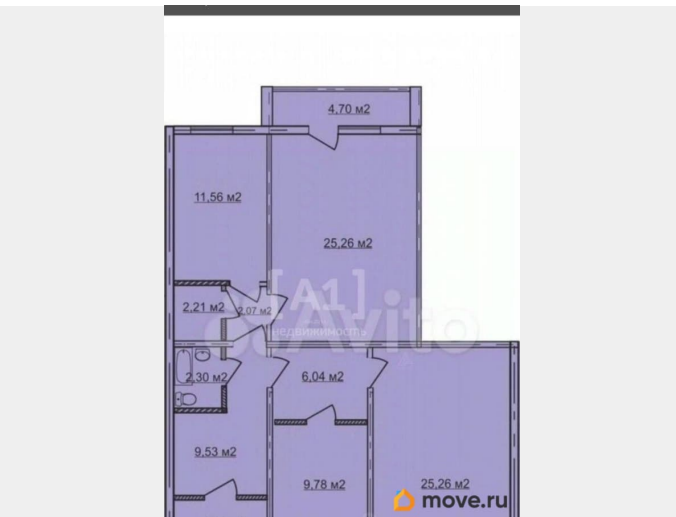 4,70 м2
11,56 м2
25,26 м2
[A1]
2,21 м2
2,07 м2
недвижимость
Avito
2,30 м2
6,04 м2
9,53 м2
9,78 м2
25,26 м2
move.ru